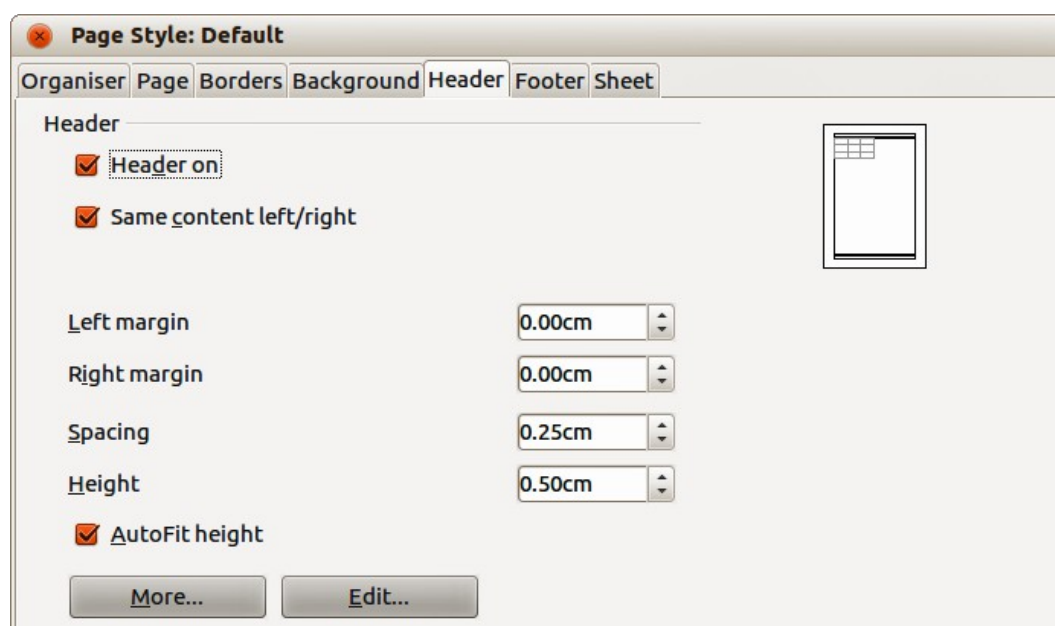 Page Style: Default
Organiser Page Borders Background Header Footer Sheet
Header
Header on
Same content left/right
Left margin 0.00cm
Right margin 0.00cm
Spacing 0.25cm
Height 0.50cm
AutoFit height
More... Edit...